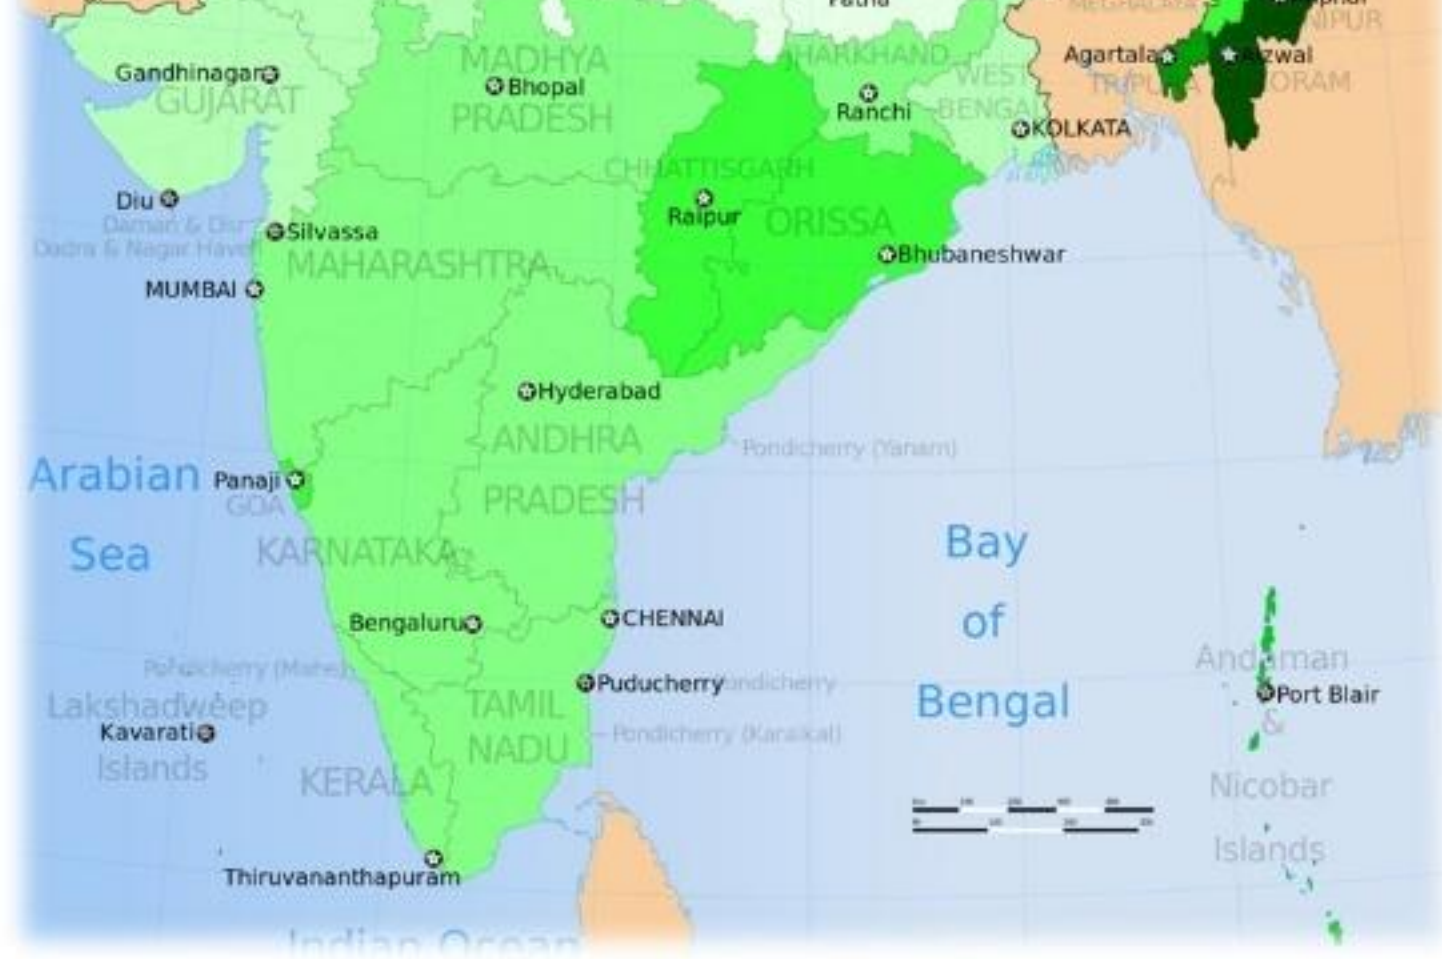 Patna
MEGHALAYA
NIPUR
MADHYA
JHARKHAND
Agartala
Aizwal
Gandhinagar
Bhopal
WEST
TRIPURA
ORAM
GUJARAT
Ranchi
BENGAL
PRADESH
KOLKATA
CHHATTISGARH
Diu
Raipur
ORISSA
Daman & Diu
Silvassa
Dadra & Nagar Haveli
MAHARASHTRA
Bhubaneshwar
MUMBAI
Hyderabad
ANDHRA
Pondicherry (Yanam)
Arabian
Panaji
GOA
PRADESH
Sea
KARNATAKA
Bay
of
Bengal
Bengaluru
CHENNAI
Pondicherry (Mahe)
Puducherry
Pondicherry
Andaman
Lakshadweep
TAMIL
Port Blair
&
Kavarati
NADU
Pondicherry (Karaikal)
Islands
KERALA
Nicobar
Islands
Thiruvananthapuram
Indian Ocean